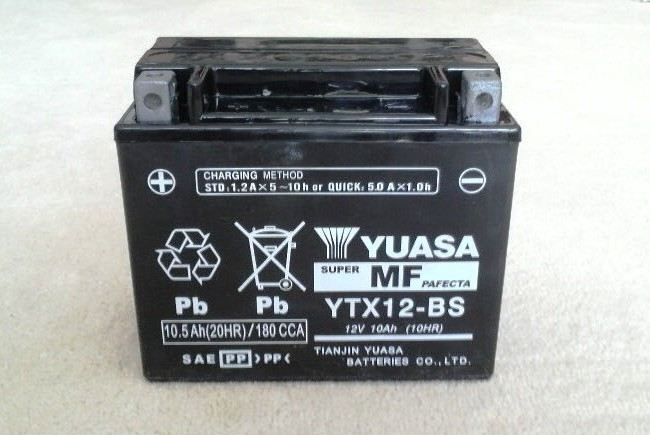 CHARGING METHOD
STD: 1.2A×5~10h or QUICK: 5.0A×1.0h
YUASA
SUPER MF PAFECTA
YTX12-BS
12V 10Ah (10HR)
Pb Pb
10.5Ah(20HR)/180 CCA
SAE PP >PP<
TIANJIN YUASA
BATTERIES CO.,LTD.